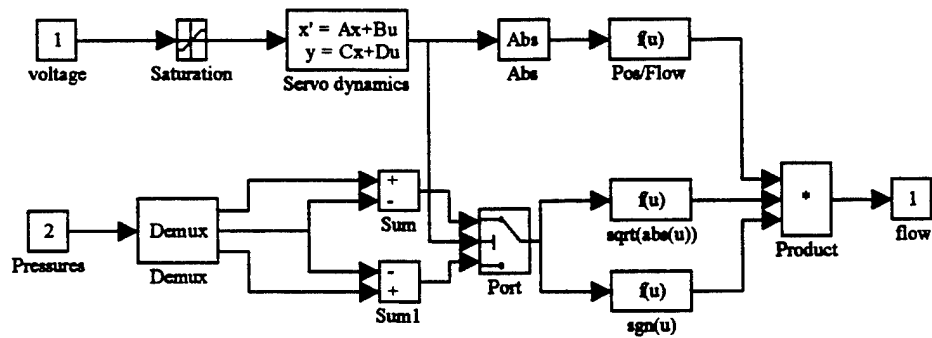 1
voltage
Saturation
x' = Ax+Bu
y = Cx+Du
Servo dynamics
Abs
Abs
f(u)
Pos/Flow
2
Pressures
Demux
Demux
+
-
Sum
-
+
Sum1
Port
f(u)
sqrt(abs(u))
f(u)
sgn(u)
*
Product
1
flow